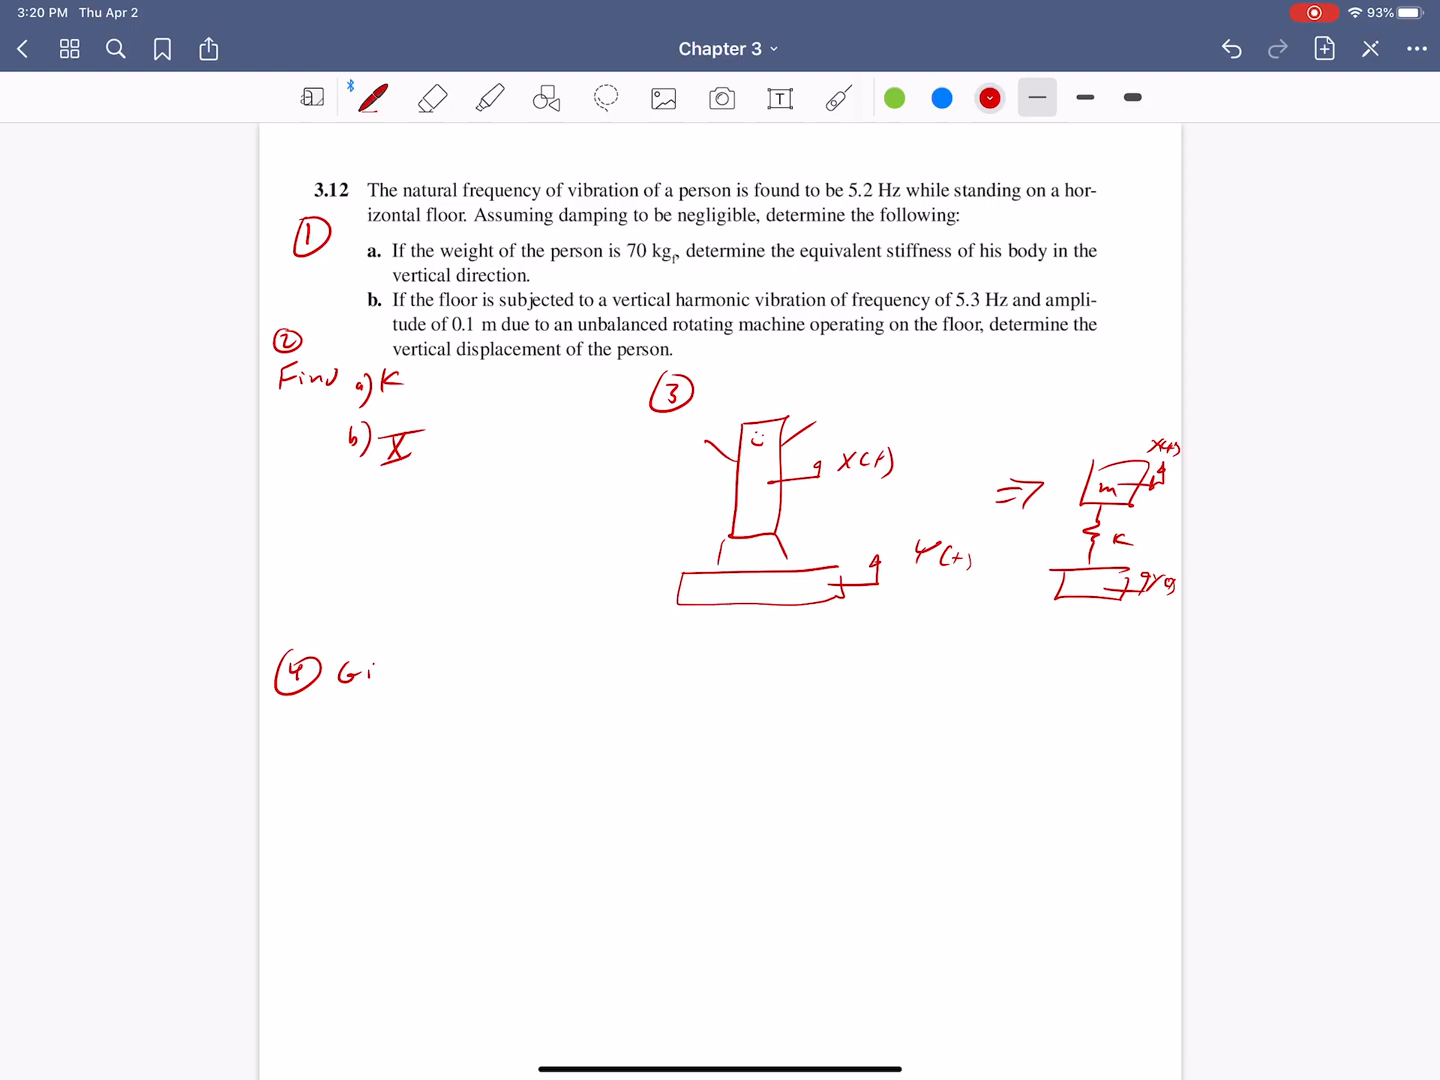 3:20 PM Thu Apr 2
93%
Chapter 3
3.12 The natural frequency of vibration of a person is found to be 5.2 Hz while standing on a hor-
izontal floor. Assuming damping to be negligible, determine the following:
a. If the weight of the person is 70 kgf, determine the equivalent stiffness of his body in the
vertical direction.
b. If the floor is subjected to a vertical harmonic vibration of frequency of 5.3 Hz and ampli-
tude of 0.1 m due to an unbalanced rotating machine operating on the floor, determine the
vertical displacement of the person.
1
2
Find a) K
b) X
3
x(t)
y(t)
⇒
x(t)
m
K
4 Gi